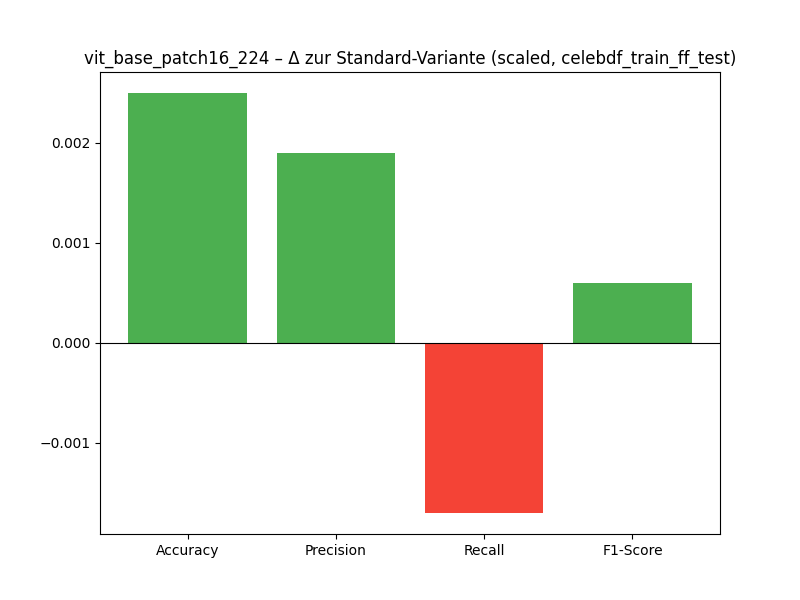 vit_base_patch16_224 – Δ zur Standard-Variante (scaled, celebdf_train_ff_test)
0.002
0.001
0.000
−0.001
Accuracy Precision Recall F1-Score